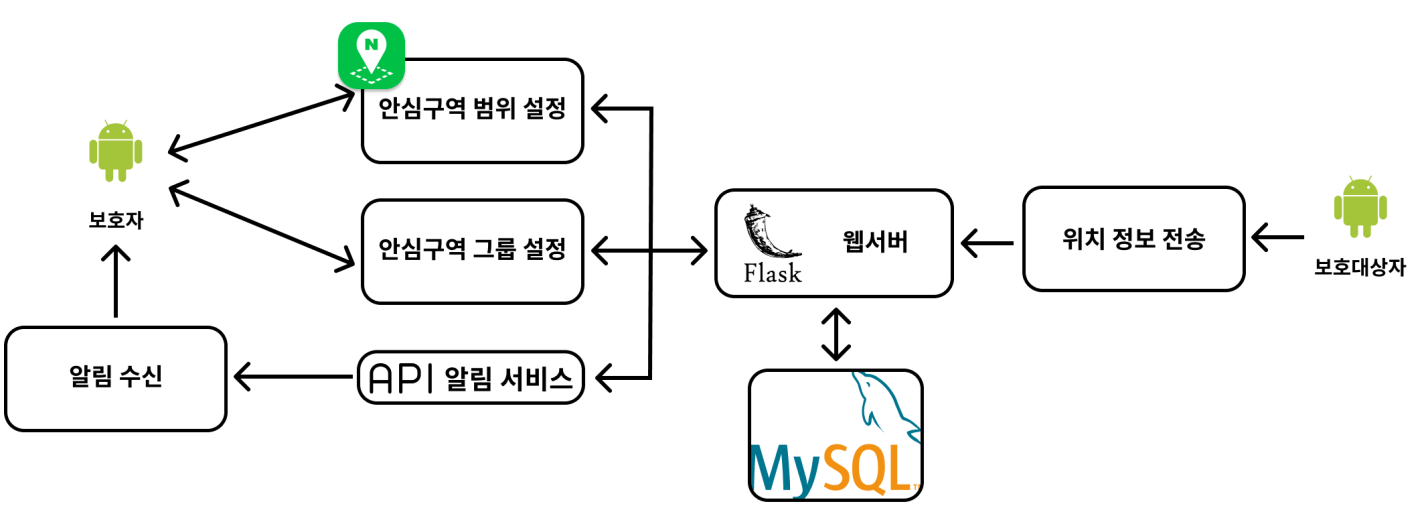 N
안심구역 범위 설정
보호자
안심구역 그룹 설정
Flask
웹서버
위치 정보 전송
보호대상자
알림 수신
API 알림 서비스
MySQL
TM